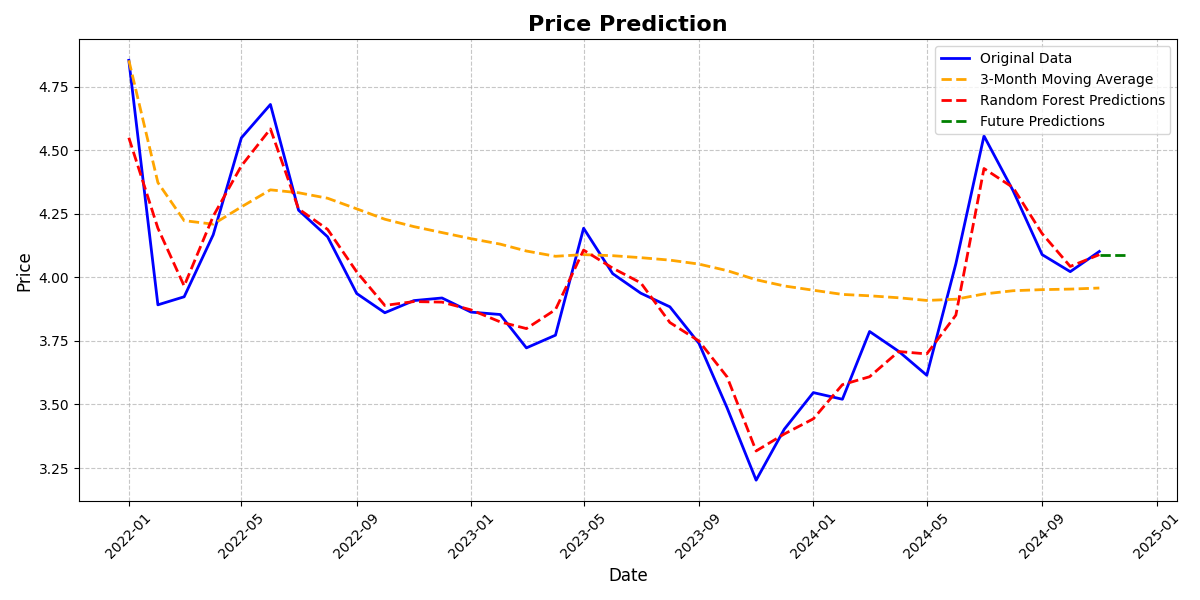 Price Prediction
Original Data
3-Month Moving Average
Random Forest Predictions
Future Predictions
Price
4.75
4.50
4.25
4.00
3.75
3.50
3.25
2022-01
2022-05
2022-09
2023-01
2023-05
2023-09
2024-01
2024-05
2024-09
2025-01
Date